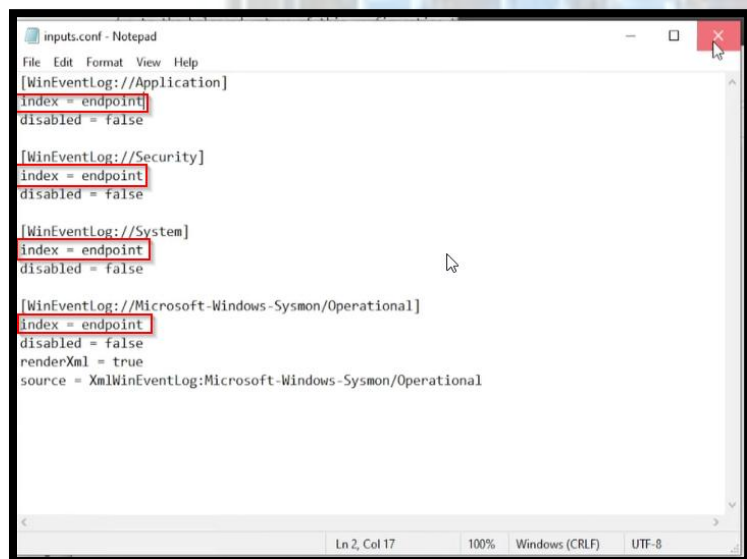 inputs.conf - Notepad
File Edit Format View Help
[WinEventLog://Application]
index = endpoint
disabled = false
[WinEventLog://Security]
index = endpoint
disabled = false
[WinEventLog://System]
index = endpoint
disabled = false
[WinEventLog://Microsoft-Windows-Sysmon/Operational]
index = endpoint
disabled = false
renderXml = true
source = XmlWinEventLog:Microsoft-Windows-Sysmon/Operational
Ln 2, Col 17 100% Windows (CRLF) UTF-8